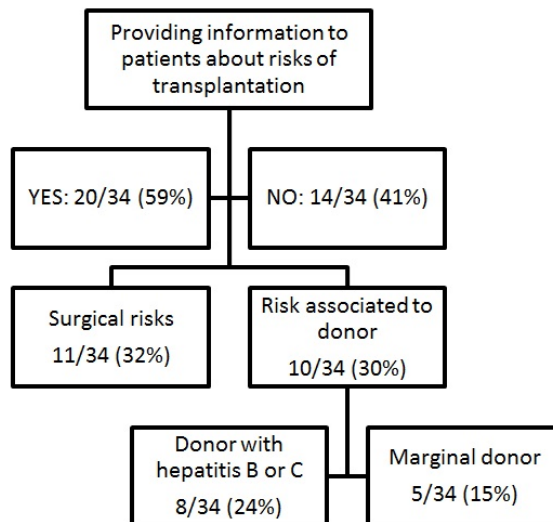 Providing information to
patients about risks of
transplantation
YES: 20/34 (59%)
NO: 14/34 (41%)
Surgical risks
11/34 (32%)
Risk associated to
donor
10/34 (30%)
Donor with
hepatitis B or C
8/34 (24%)
Marginal donor
5/34 (15%)